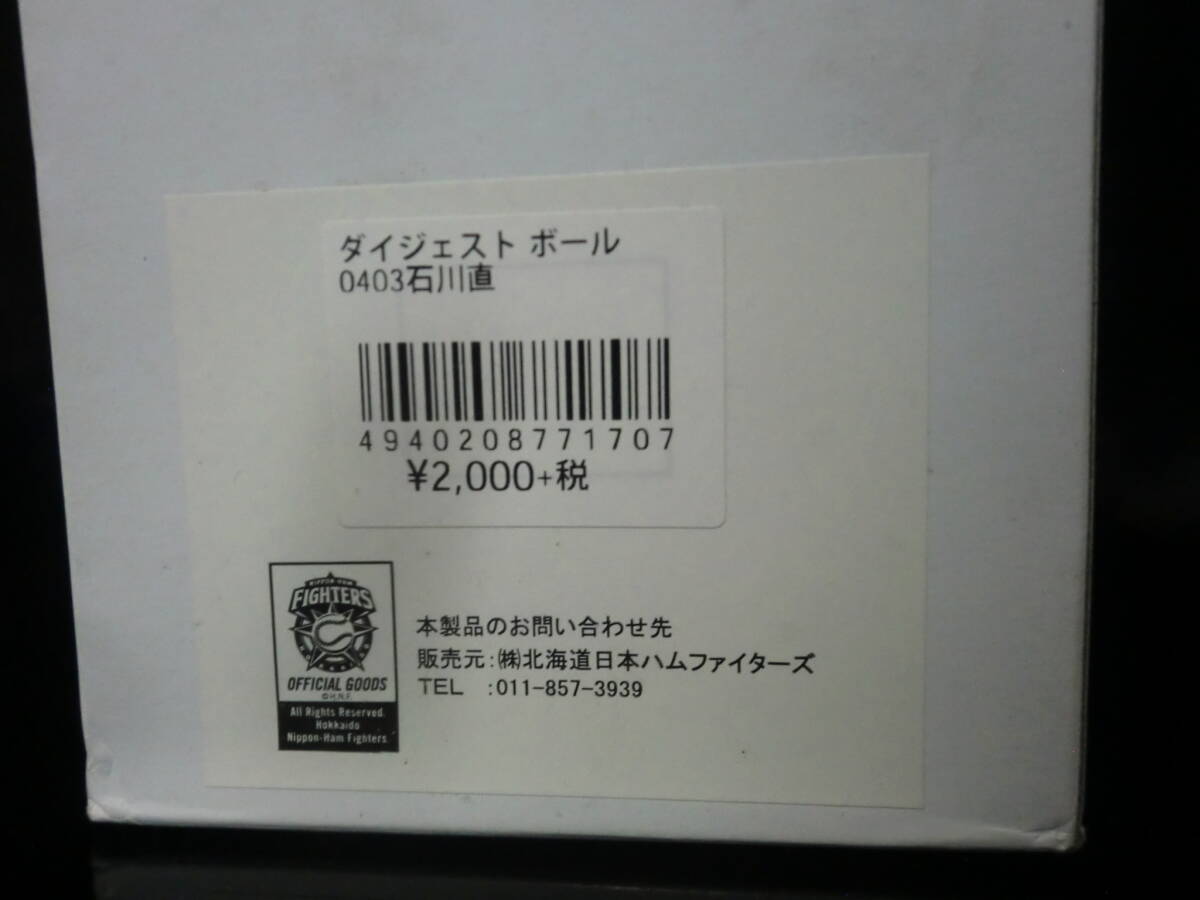 ダイジェスト ボール
0403石川直
4940208771707
¥2,000+税
NIPPON-HAM
FIGHTERS
OFFICIAL GOODS
©H.N.F.
All Rights Reserved.
Hokkaido
Nippon-Ham Fighters.
本製品のお問い合わせ先
販売元:㈱北海道日本ハムファイターズ
TEL :011-857-3939